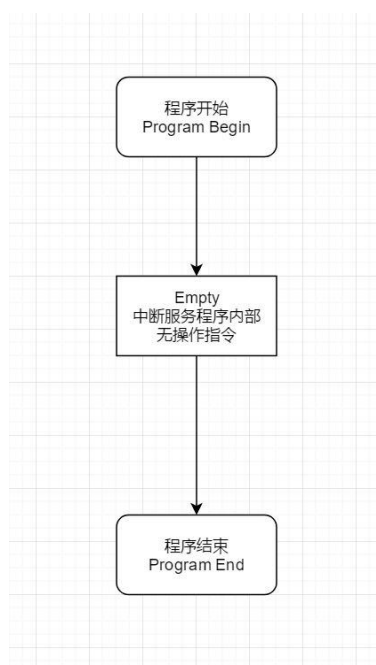 程序开始
Program Begin
Empty
中断服务程序内部
无操作指令
程序结束
Program End